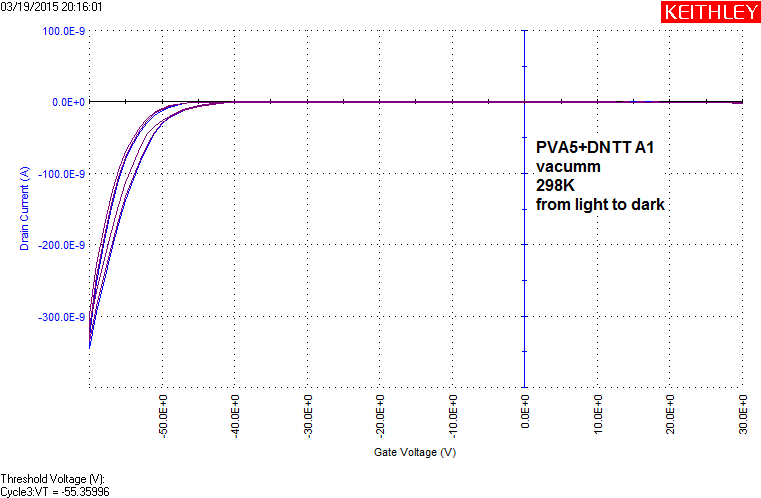 03/19/2015 20:16:01
KEITHLEY
100.0E-9
0.0E+0
-100.0E-9
-200.0E-9
-300.0E-9
Drain Current (A)
PVA5+DNTT A1
vacumm
298K
from light to dark
-50.0E+0
-40.0E+0
-30.0E+0
-20.0E+0
-10.0E+0
0.0E+0
10.0E+0
20.0E+0
30.0E+0
Gate Voltage (V)
Threshold Voltage (V):
Cycle3:VT = -55.35996